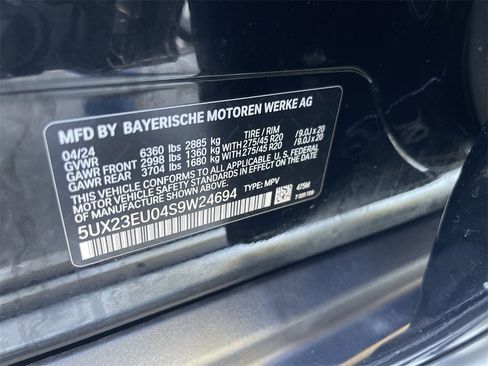 MFD BY BAYERISCHE MOTOREN WERKE AG
04/24
GVWR 6360 lbs 2885 kg TIRE / RIM
GAWR FRONT 2998 lbs 1360 kg WITH 275/45 R20 /9.0J x 20
GAWR REAR 3704 lbs 1680 kg WITH 275/45 R20 /9.0J x 20
THIS VEHICLE CONFORMS TO ALL APPLICABLE U.S. FEDERAL
MOTOR VEHICLE SAFETY STANDARDS IN EFFECT ON THE DATE OF
MANUFACTURE SHOWN ABOVE.
5UX23EU04S9W24694 TYPE: MPV 475M